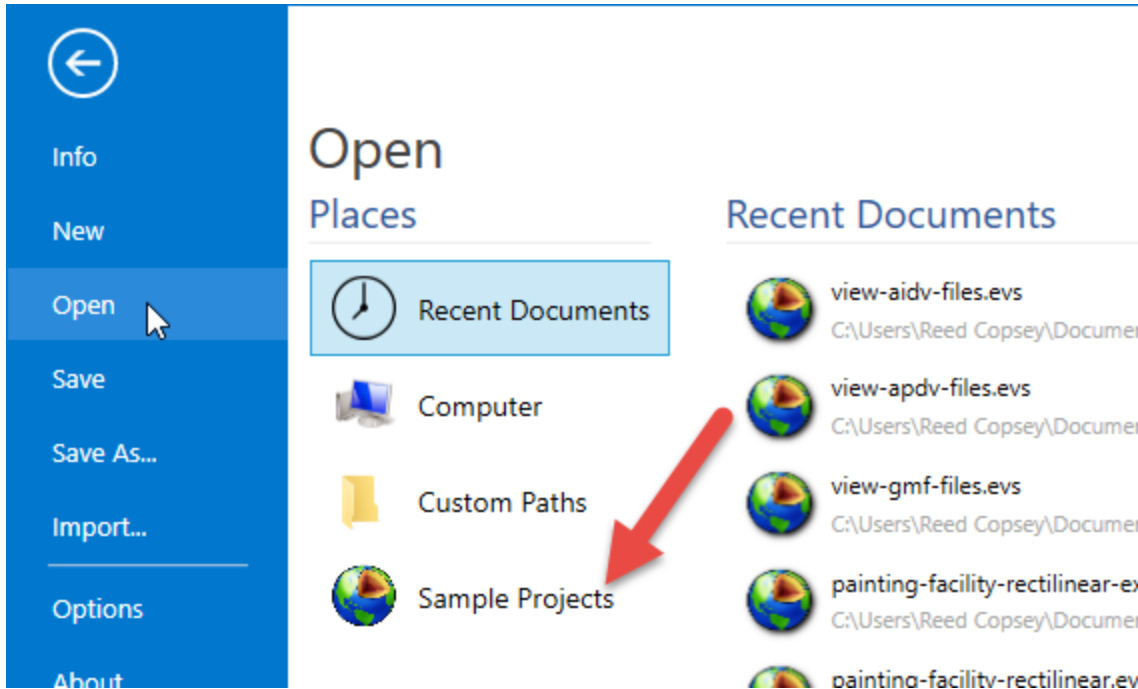 Info
New
Open
Save
Save As...
Import...
Options
About
Open
Places
Recent Documents
Computer
Custom Paths
Sample Projects
Recent Documents
view-aidv-files.evs
C:\Users\Reed Copsey\Documen
view-apdv-files.evs
C:\Users\Reed Copsey\Documen
view-gmf-files.evs
C:\Users\Reed Copsey\Documen
painting-facility-rectilinear-ex
C:\Users\Reed Copsey\Documen
painting-facility-rectilinear.ev